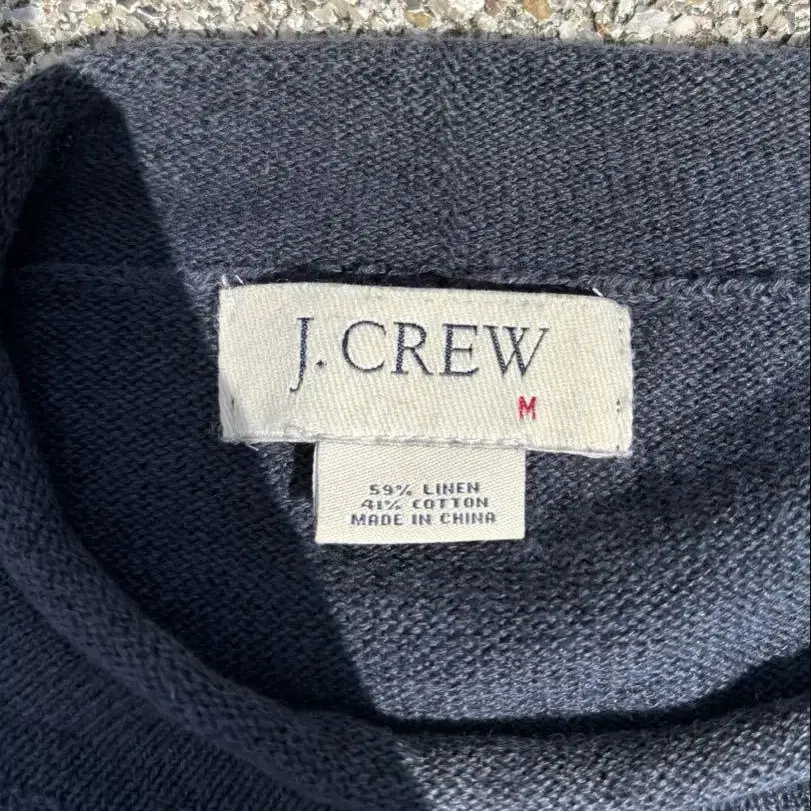 J. CREW
M
59% LINEN
41% COTTON
MADE IN CHINA